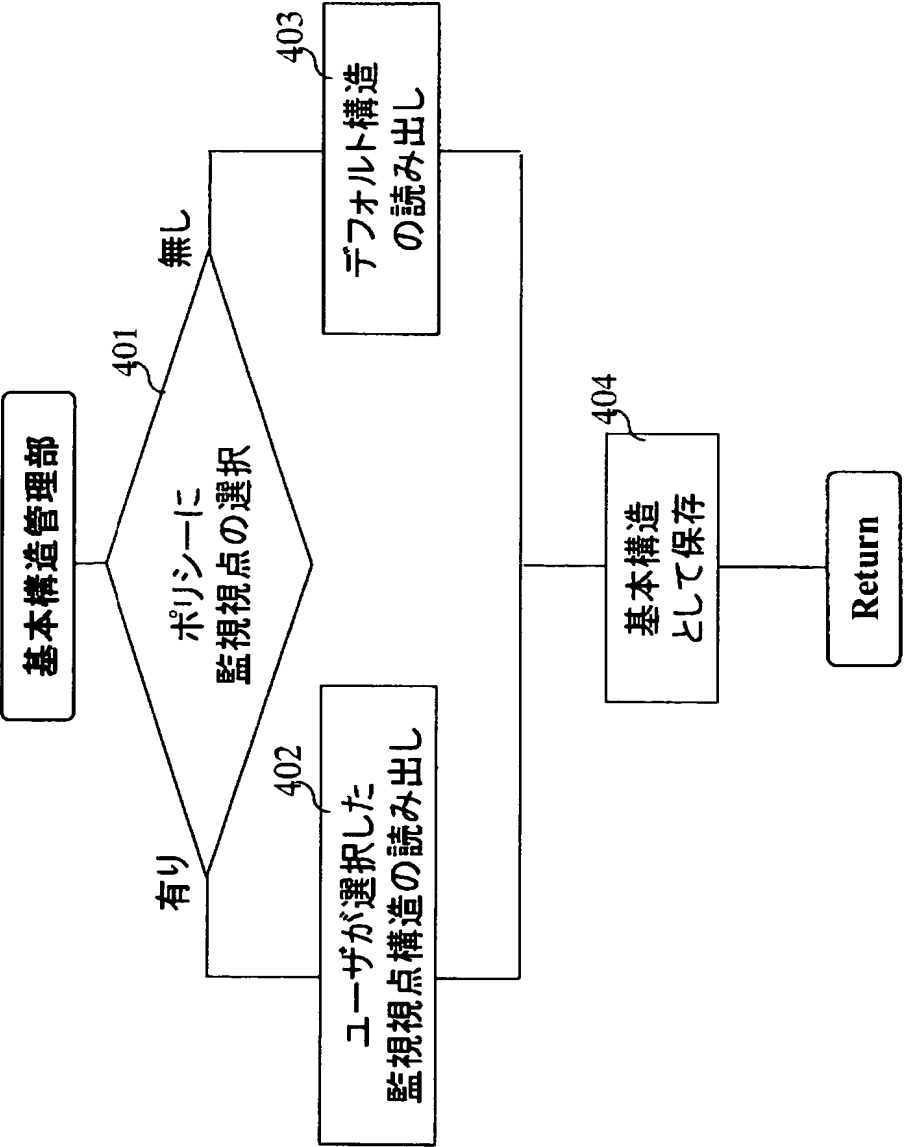 基本構造管理部
401
ポリシーに
監視視点の選択
有り
無し
402
ユーザが選択した
監視視点構造の読み出し
403
デフォルト構造
の読み出し
404
基本構造
として保存
Return